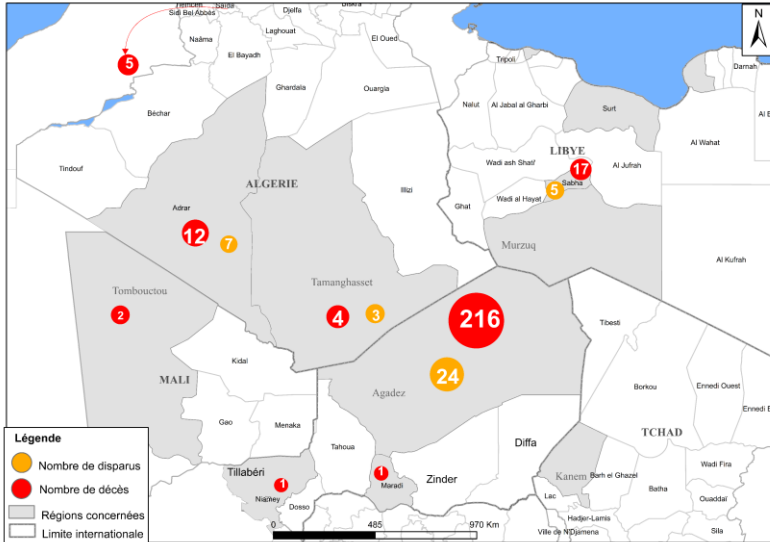 Tlemcen
Saïda
Sidi Bel Abbès
Djelfa
Biskra
Naâma
Laghouat
El Oued
El Bayadh
N
5
Ghardaia
Ouargla
Tripoli
Darnah
Nalut
Al Jabal al Gharbi
Surt
Béchar
Al Wahat
Tindouf
LIBYE
Wadi ash Shatif
17
Al Jufrah
ALGERIE
Illizi
Sabha
5
Ghat
Wadi al Hayat
Adrar
12
7
Murzuq
Al Kufrah
Tombouctou
Tamanghasset
2
4
3
216
Tibesti
Kidal
24
MALI
Agadez
Borkou
Ennedi Ouest
Ennedi E
Gao
Menaka
TCHAD
Légende
Nombre de disparus
Nombre de décès
Régions concernées
Limite internationale
Tahoua
Diffa
Tillabéri
1
1
Maradi
Zinder
Niamey
Dosso
Kanem
Barh el Ghazel
Wadi Fira
Batha
Ouaddaï
Lac
Hadjer-Lamis
Ville de N'Djamena
Sila
0
485
970 Km